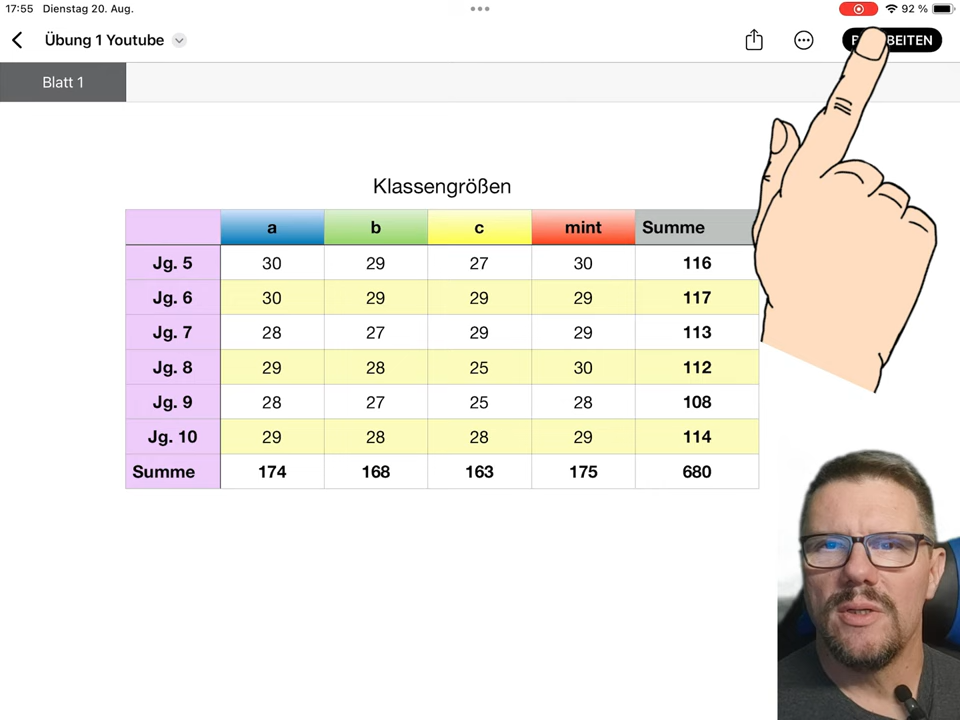 17:55 Dienstag 20. Aug.
92 %
Übung 1 Youtube
Blatt 1
Klassengrößen
a b c mint Summe
Jg. 5 30 29 27 30 116
Jg. 6 30 29 29 29 117
Jg. 7 28 27 29 29 113
Jg. 8 29 28 25 30 112
Jg. 9 28 27 25 28 108
Jg. 10 29 28 28 29 114
Summe 174 168 163 175 680